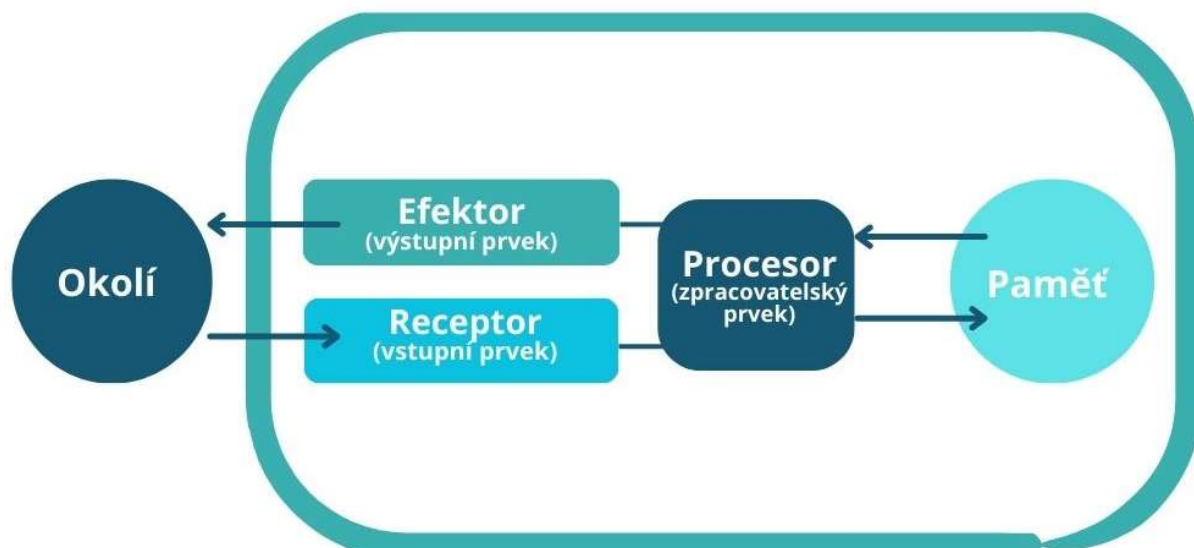 Okolí
Efektor
(výstupní prvek)
Receptor
(vstupní prvek)
Procesor
(zpracovatelský
prvek)
Paměť